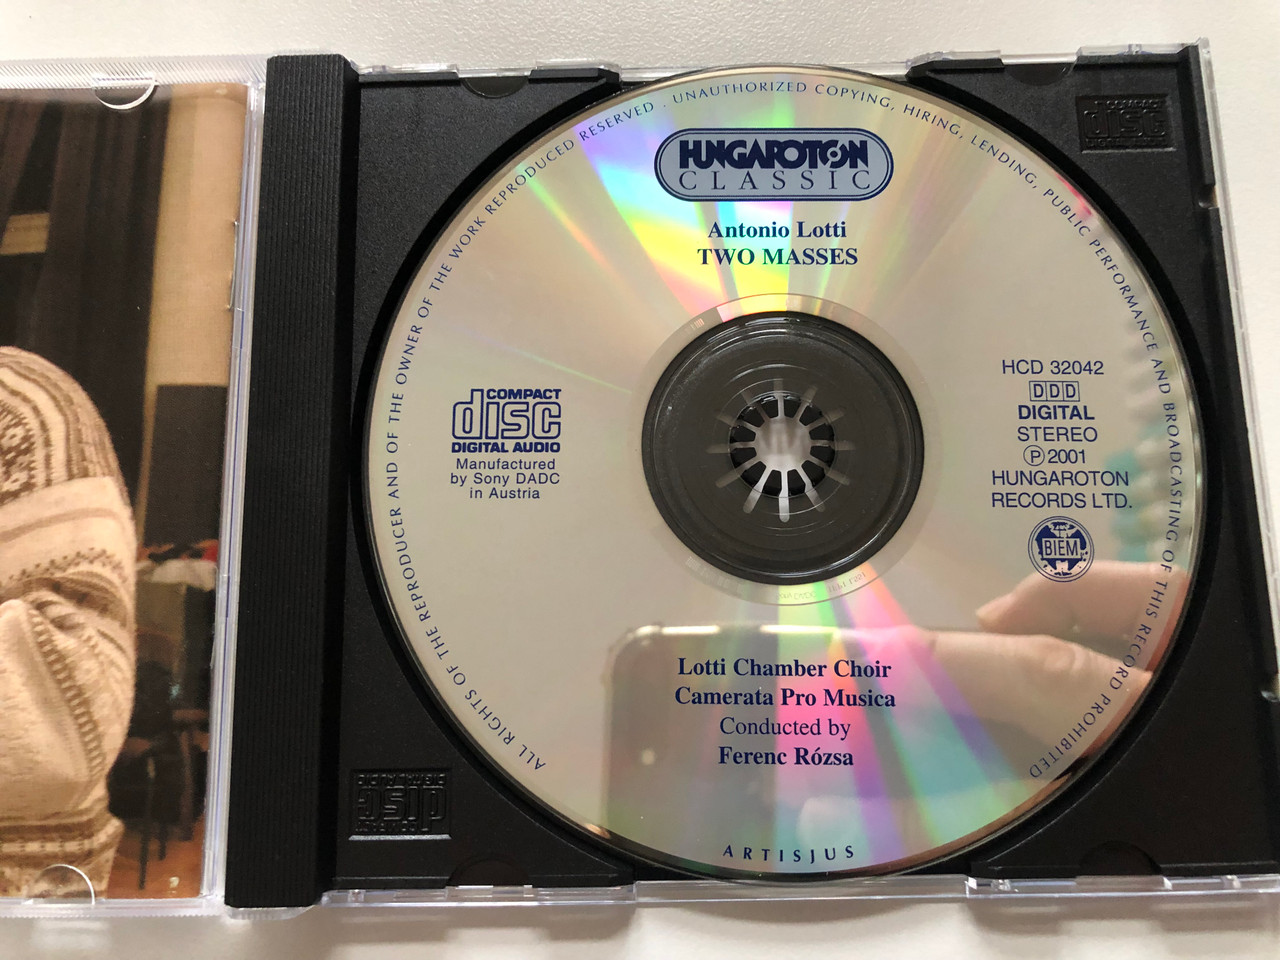 ALL RIGHTS OF THE REPRODUCER AND OF THE OWNER OF THE WORK REPRODUCED RESERVED · UNAUTHORIZED COPYING, HIRING, LENDING, PUBLIC PERFORMANCE AND BROADCASTING OF THIS RECORD PROHIBITED
HUNGAROTON
CLASSIC
Antonio Lotti
TWO MASSES
COMPACT
disc
DIGITAL AUDIO
Manufactured
by Sony DADC
in Austria
HCD 32042
DDD
DIGITAL
STEREO
Ⓟ 2001
HUNGAROTON
RECORDS LTD.
BIEM
Lotti Chamber Choir
Camerata Pro Musica
Conducted by
Ferenc Rózsa
ARTISJUS
COMPACT
disc